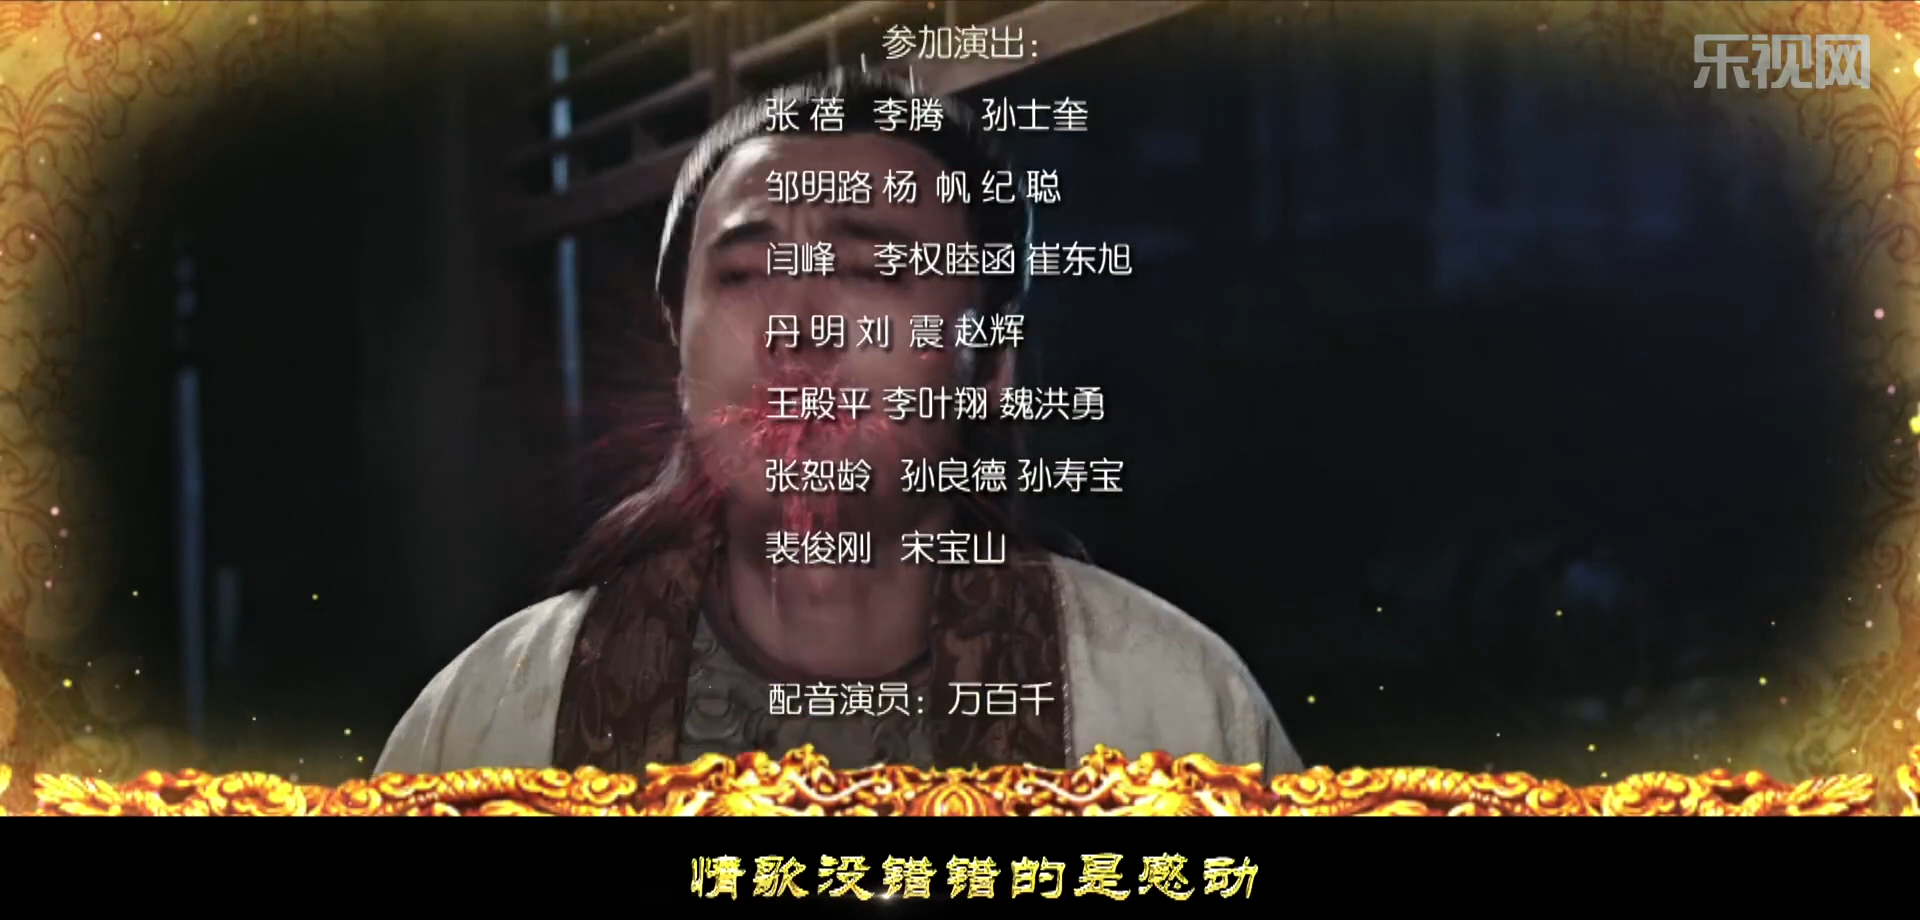 参加演出：
乐视网
张 蓓 李腾 孙士奎
邹明路 杨 帆 纪 聪
闫峰 李权睦函 崔东旭
丹 明 刘 震 赵辉
王殿平 李叶翔 魏洪勇
张恕龄 孙良德 孙寿宝
裴俊刚 宋宝山
配音演员：万百千
情歌没错错的是感动